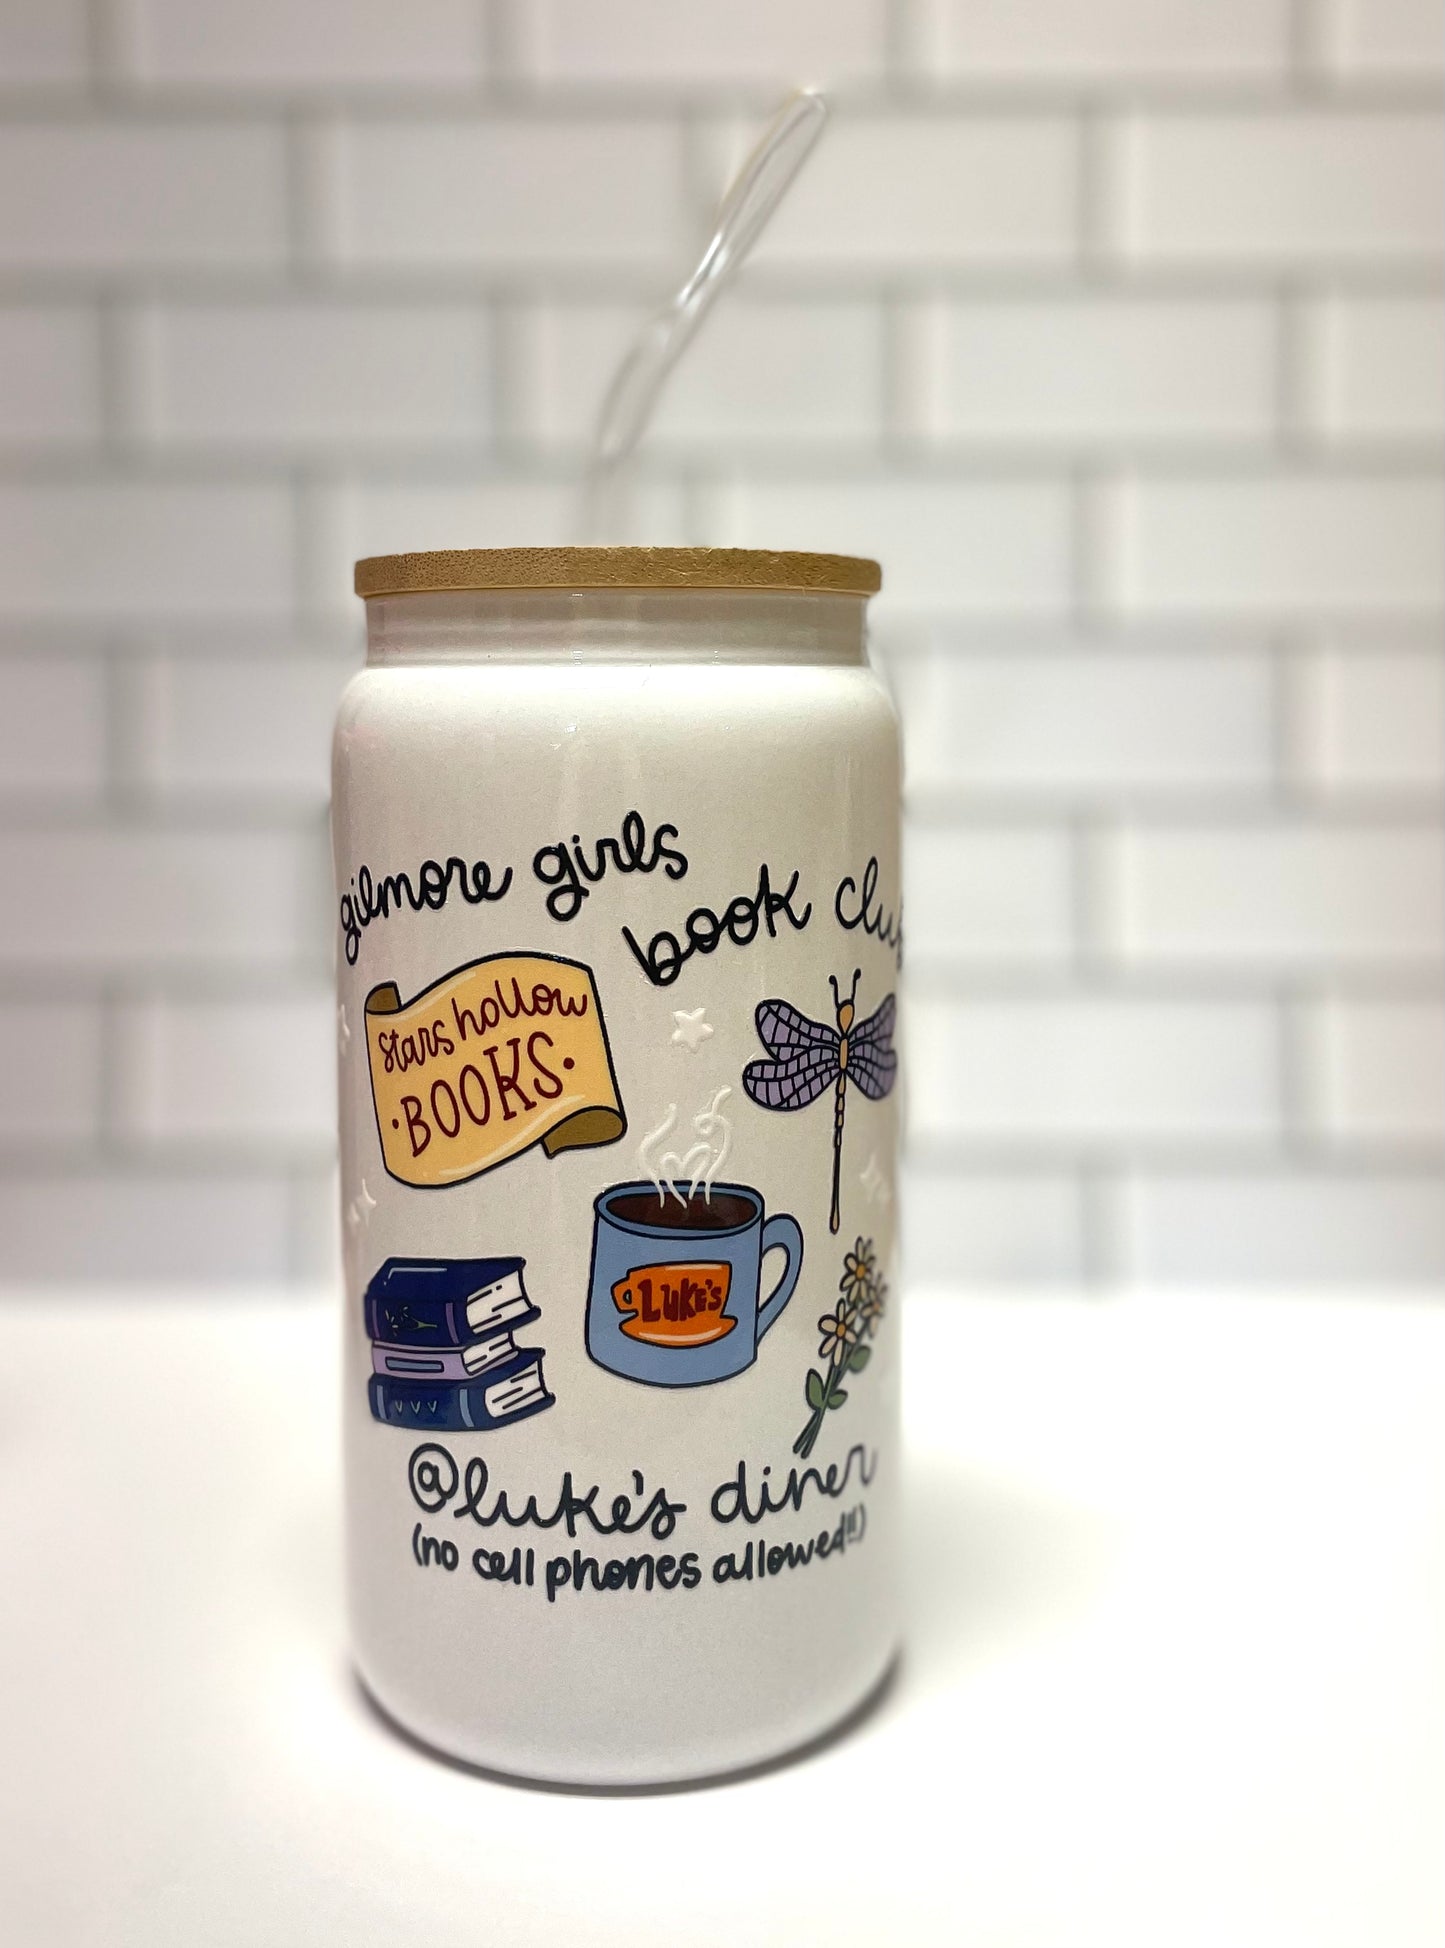 gilmore girls
book club
stars hollow
•BOOKS•
LUKE'S
@luke's diner
(no cell phones allowed!!)